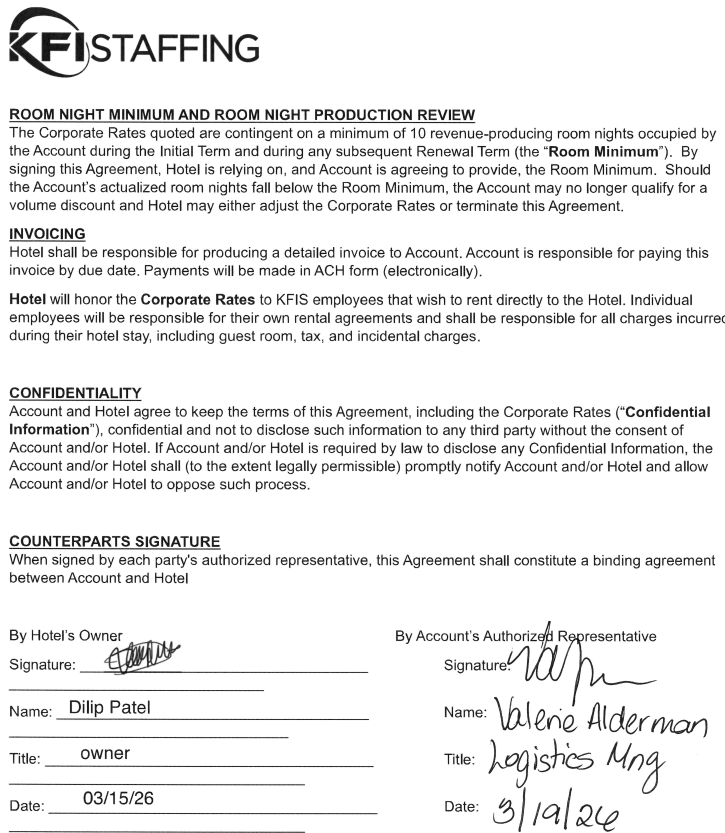 KFI STAFFING
ROOM NIGHT MINIMUM AND ROOM NIGHT PRODUCTION REVIEW
The Corporate Rates quoted are contingent on a minimum of 10 revenue-producing room nights occupied by
the Account during the Initial Term and during any subsequent Renewal Term (the “Room Minimum”). By
signing this Agreement, Hotel is relying on, and Account is agreeing to provide, the Room Minimum. Should
the Account’s actualized room nights fall below the Room Minimum, the Account may no longer qualify for a
volume discount and Hotel may either adjust the Corporate Rates or terminate this Agreement.
INVOICING
Hotel shall be responsible for producing a detailed invoice to Account. Account is responsible for paying this
invoice by due date. Payments will be made in ACH form (electronically).
Hotel will honor the Corporate Rates to KFIS employees that wish to rent directly to the Hotel. Individual
employees will be responsible for their own rental agreements and shall be responsible for all charges incurred
during their hotel stay, including guest room, tax, and incidental charges.
CONFIDENTIALITY
Account and Hotel agree to keep the terms of this Agreement, including the Corporate Rates (“Confidential
Information”), confidential and not to disclose such information to any third party without the consent of
Account and/or Hotel. If Account and/or Hotel is required by law to disclose any Confidential Information, the
Account and/or Hotel shall (to the extent legally permissible) promptly notify Account and/or Hotel and allow
Account and/or Hotel to oppose such process.
COUNTERPARTS SIGNATURE
When signed by each party's authorized representative, this Agreement shall constitute a binding agreement
between Account and Hotel
By Hotel’s Owner
Signature:
Name: Dilip Patel
Title: owner
Date: 03/15/26
By Account’s Authorized Representative
Signature:
Name: Valerie Alderman
Title: Logistics Mng
Date: 3/19/26